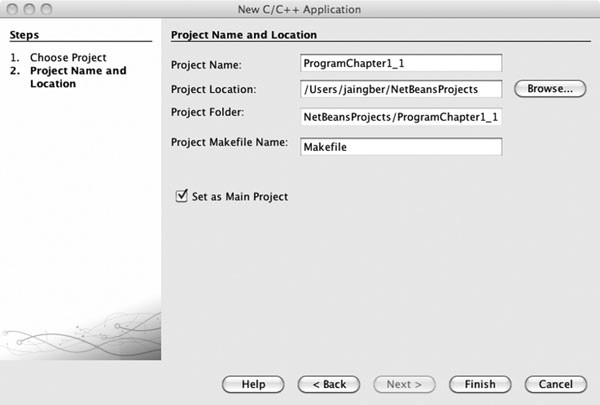 New C/C++ Application
Steps
1. Choose Project
2. Project Name and
Location
Project Name and Location
Project Name: ProgramChapter1_1
Project Location: /Users/jaingber/NetBeansProjects Browse...
Project Folder: NetBeansProjects/ProgramChapter1_1
Project Makefile Name: Makefile
Set as Main Project
Help < Back Next > Finish Cancel